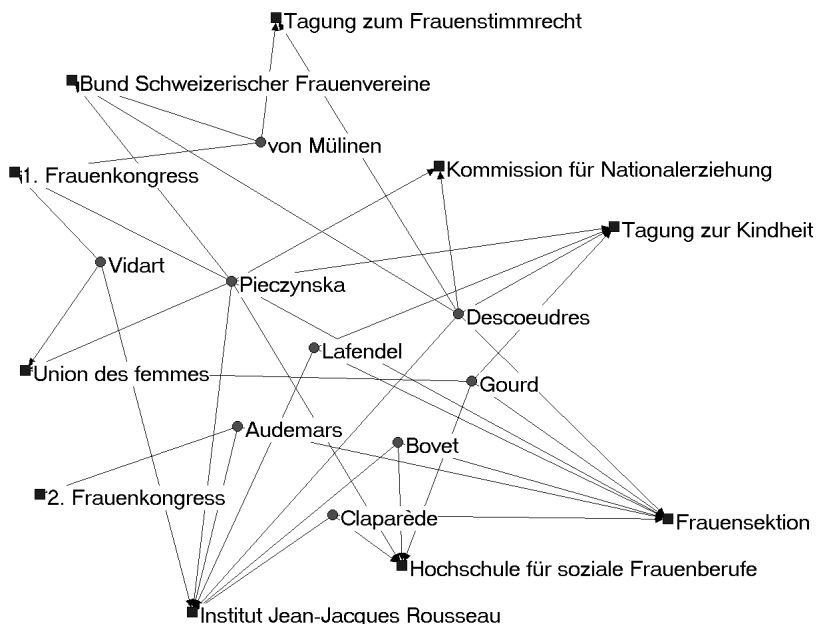 Tagung zum Frauenstimmrecht
Bund Schweizerischer Frauenvereine
von Mülinen
1. Frauenkongress
Kommission für Nationalerziehung
Tagung zur Kindheit
Vidart
Pieczynska
Descoeudres
Lafendel
Union des femmes
Gourd
Audemars
Bovet
2. Frauenkongress
Claparède
Frauensektion
Hochschule für soziale Frauenberufe
Institut Jean-Jacques Rousseau